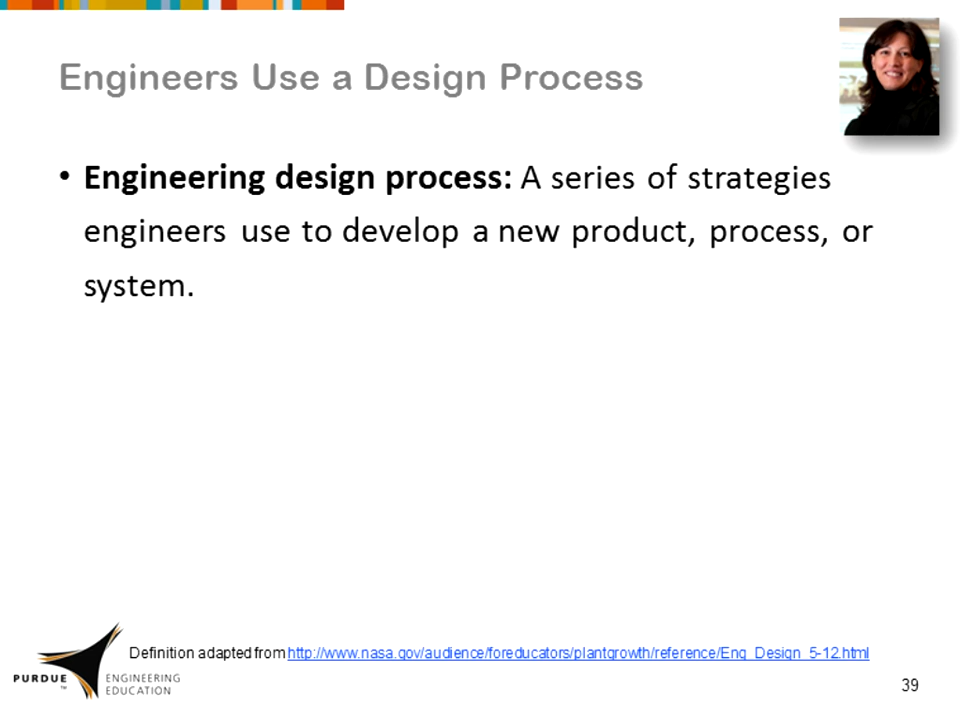 Engineers Use a Design Process
• Engineering design process: A series of strategies
engineers use to develop a new product, process, or
system.
Definition adapted from http://www.nasa.gov/audience/foreducators/plantgrowth/reference/Eng_Design_5-12.html
PURDUE
TM
ENGINEERING
EDUCATION
39